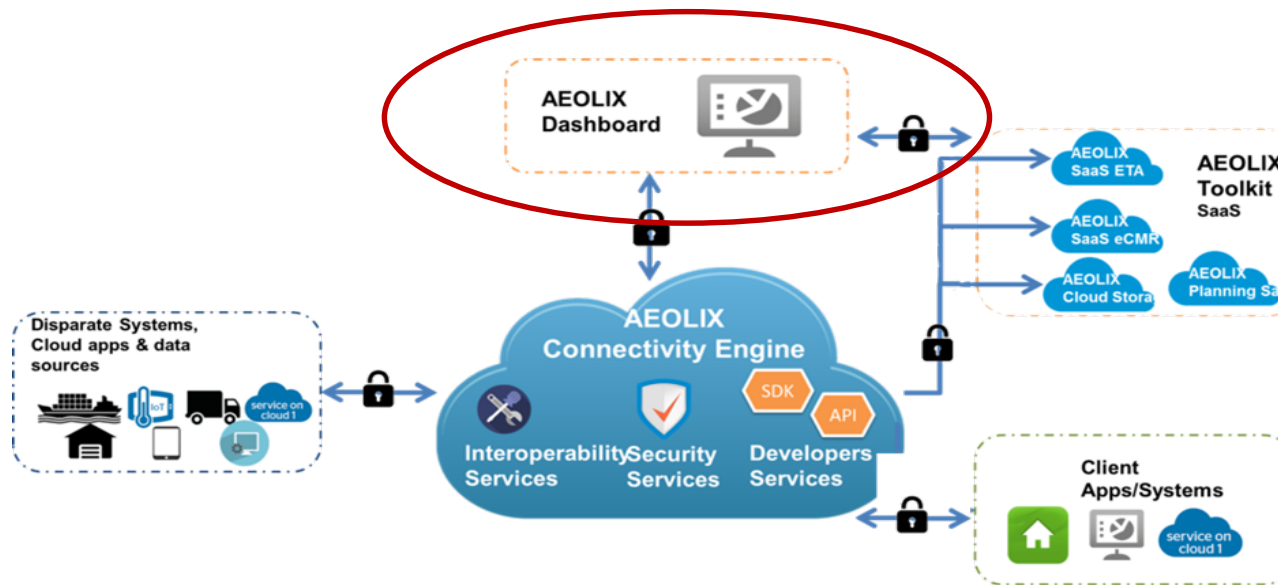 AEOLIX
Dashboard
AEOLIX
SaaS ETA
AEOLIX
SaaS eCMR
AEOLIX
Cloud Stora
AEOLIX
Planning Sa
AEOLIX
Toolkit
SaaS
Disparate Systems,
Cloud apps & data
sources
IoT
service on
cloud 1
AEOLIX
Connectivity Engine
SDK
API
Interoperability
Services
Security
Services
Developers
Services
Client
Apps/Systems
service on
cloud 1